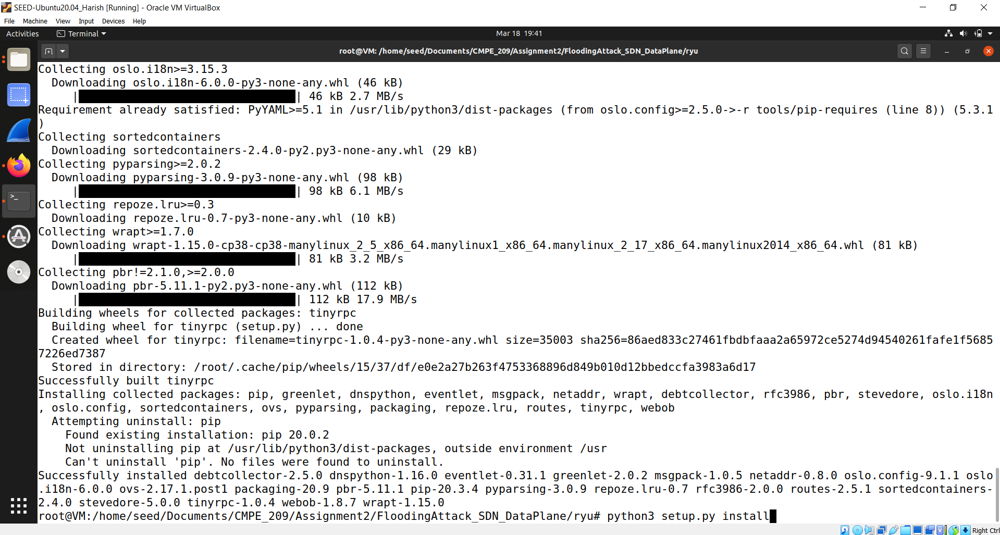 SEED-Ubuntu20.04_Harish [Running] - Oracle VM VirtualBox
File Machine View Input Devices Help
Activities Terminal Mar 18 19:41
root@VM: /home/seed/Documents/CMPE_209/Assignment2/FloodingAttack_SDN_DataPlane/ryu
Collecting oslo.i18n>=3.15.3
  Downloading oslo.i18n-6.0.0-py3-none-any.whl (46 kB)
     |████████████████████████████████| 46 kB 2.7 MB/s
Requirement already satisfied: PyYAML>=5.1 in /usr/lib/python3/dist-packages (from oslo.config>=2.5.0->-r tools/pip-requires (line 8)) (5.3.1
)
Collecting sortedcontainers
  Downloading sortedcontainers-2.4.0-py2.py3-none-any.whl (29 kB)
Collecting pyparsing>=2.0.2
  Downloading pyparsing-3.0.9-py3-none-any.whl (98 kB)
     |████████████████████████████████| 98 kB 6.1 MB/s
Collecting repoze.lru>=0.3
  Downloading repoze.lru-0.7-py3-none-any.whl (10 kB)
Collecting wrapt>=1.7.0
  Downloading wrapt-1.15.0-cp38-cp38-manylinux_2_5_x86_64.manylinux1_x86_64.manylinux_2_17_x86_64.manylinux2014_x86_64.whl (81 kB)
     |████████████████████████████████| 81 kB 3.2 MB/s
Collecting pbr!=2.1.0,>=2.0.0
  Downloading pbr-5.11.1-py2.py3-none-any.whl (112 kB)
     |████████████████████████████████| 112 kB 17.9 MB/s
Building wheels for collected packages: tinyrpc
  Building wheel for tinyrpc (setup.py) ... done
  Created wheel for tinyrpc: filename=tinyrpc-1.0.4-py3-none-any.whl size=35003 sha256=86aed833c27461fbdbfaaa2a65972ce5274d94540261fafe1f5685
7226ed7387
  Stored in directory: /root/.cache/pip/wheels/15/37/df/e0e2a27b263f4753368896d849b010d12bbedccfa3983a6d17
Successfully built tinyrpc
Installing collected packages: pip, greenlet, dnspython, eventlet, msgpack, netaddr, wrapt, debtcollector, rfc3986, pbr, stevedore, oslo.i18n
, oslo.config, sortedcontainers, ovs, pyparsing, packaging, repoze.lru, routes, tinyrpc, webob
  Attempting uninstall: pip
    Found existing installation: pip 20.0.2
    Not uninstalling pip at /usr/lib/python3/dist-packages, outside environment /usr
    Can't uninstall 'pip'. No files were found to uninstall.
Successfully installed debtcollector-2.5.0 dnspython-1.16.0 eventlet-0.31.1 greenlet-2.0.2 msgpack-1.0.5 netaddr-0.8.0 oslo.config-9.1.1 oslo
.i18n-6.0.0 ovs-2.17.1.post1 packaging-20.9 pbr-5.11.1 pip-20.3.4 pyparsing-3.0.9 repoze.lru-0.7 rfc3986-2.0.0 routes-2.5.1 sortedcontainers-
2.4.0 stevedore-5.0.0 tinyrpc-1.0.4 webob-1.8.7 wrapt-1.15.0
root@VM:/home/seed/Documents/CMPE_209/Assignment2/FloodingAttack_SDN_DataPlane/ryu# python3 setup.py install
Right Ctrl